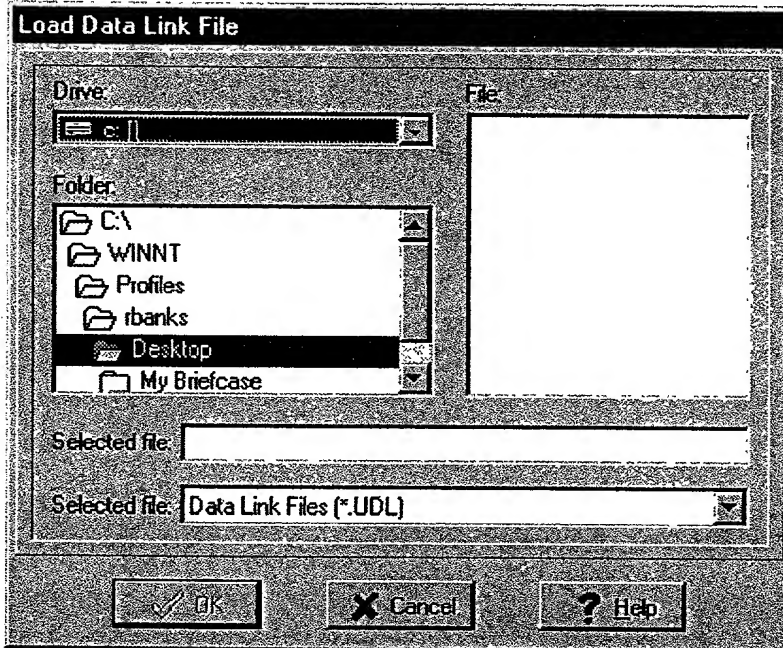 Load Data Link File
Drive:
File:
c: []
Folder:
C:\
WINNT
Profiles
rbanks
Desktop
My Briefcase
Selected file:
Selected file: Data Link Files (*.UDL)
OK
Cancel
Help